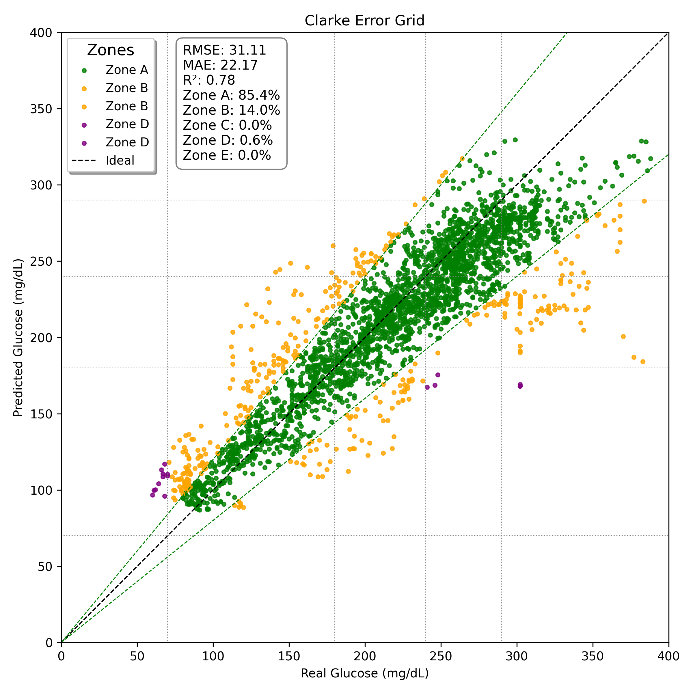 Clarke Error Grid
Zones
Zone A
Zone B
Zone B
Zone D
Zone D
Ideal
RMSE: 31.11
MAE: 22.17
R²: 0.78
Zone A: 85.4%
Zone B: 14.0%
Zone C: 0.0%
Zone D: 0.6%
Zone E: 0.0%
Predicted Glucose (mg/dL)
400
350
300
250
200
150
100
50
0
0 50 100 150 200 250 300 350 400
Real Glucose (mg/dL)